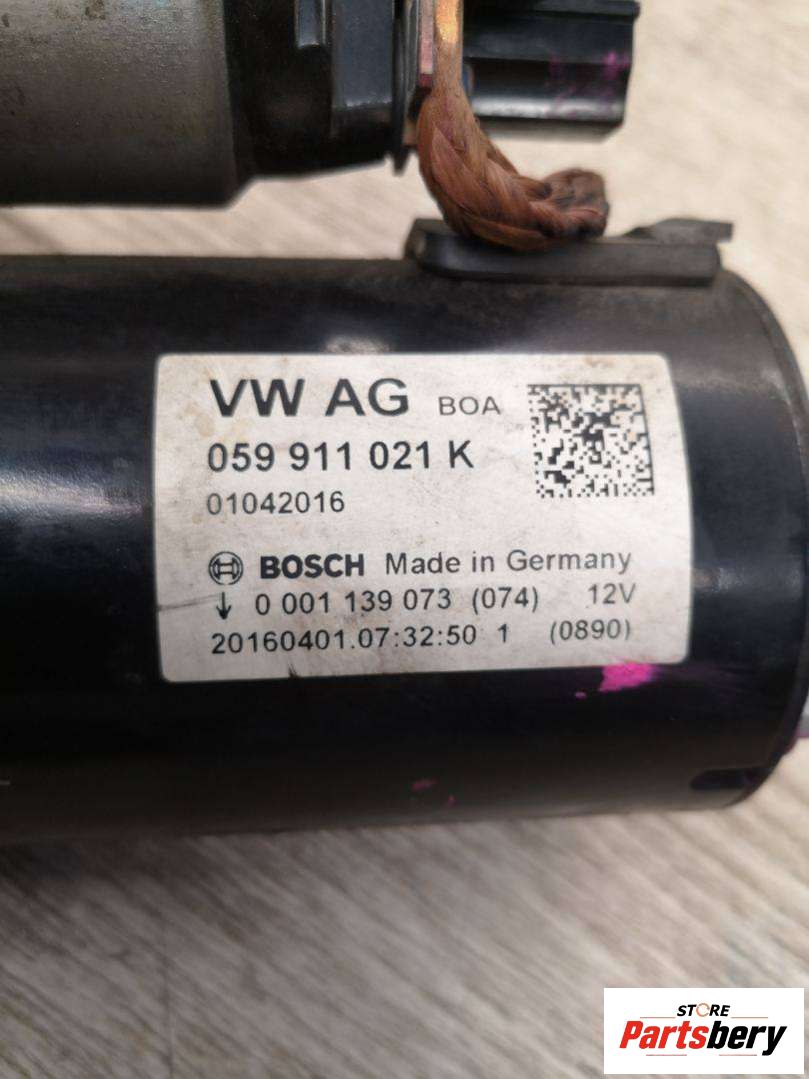 VW AG BOA
059 911 021 K
01042016
BOSCH Made in Germany
↓ 0 001 139 073 (074) 12V
20160401.07:32:50 1 (0890)
STORE
Partsbery